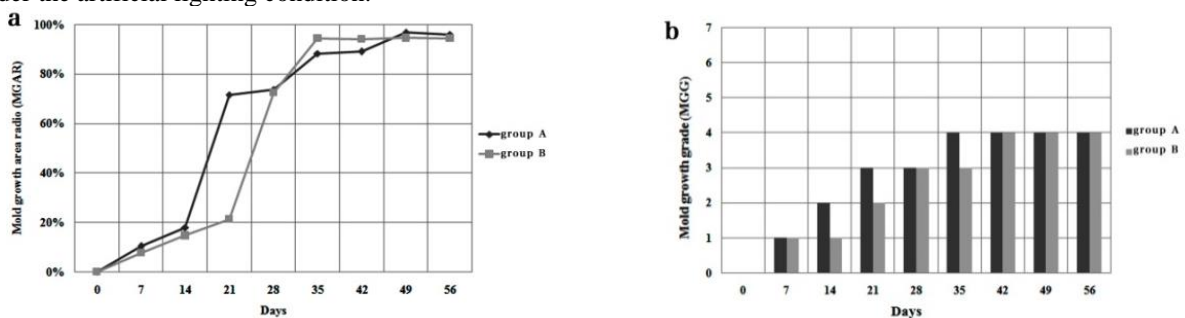 der the artificial lighting condition.
a
100%
80%
60%
40%
20%
0%
Mold growth area radio (MGAR)
0 7 14 21 28 35 42 49 56
Days
group A
group B
b
7
6
5
4
3
2
1
0
Mold growth grade (MGG)
0 7 14 21 28 35 42 49 56
Days
group A
group B